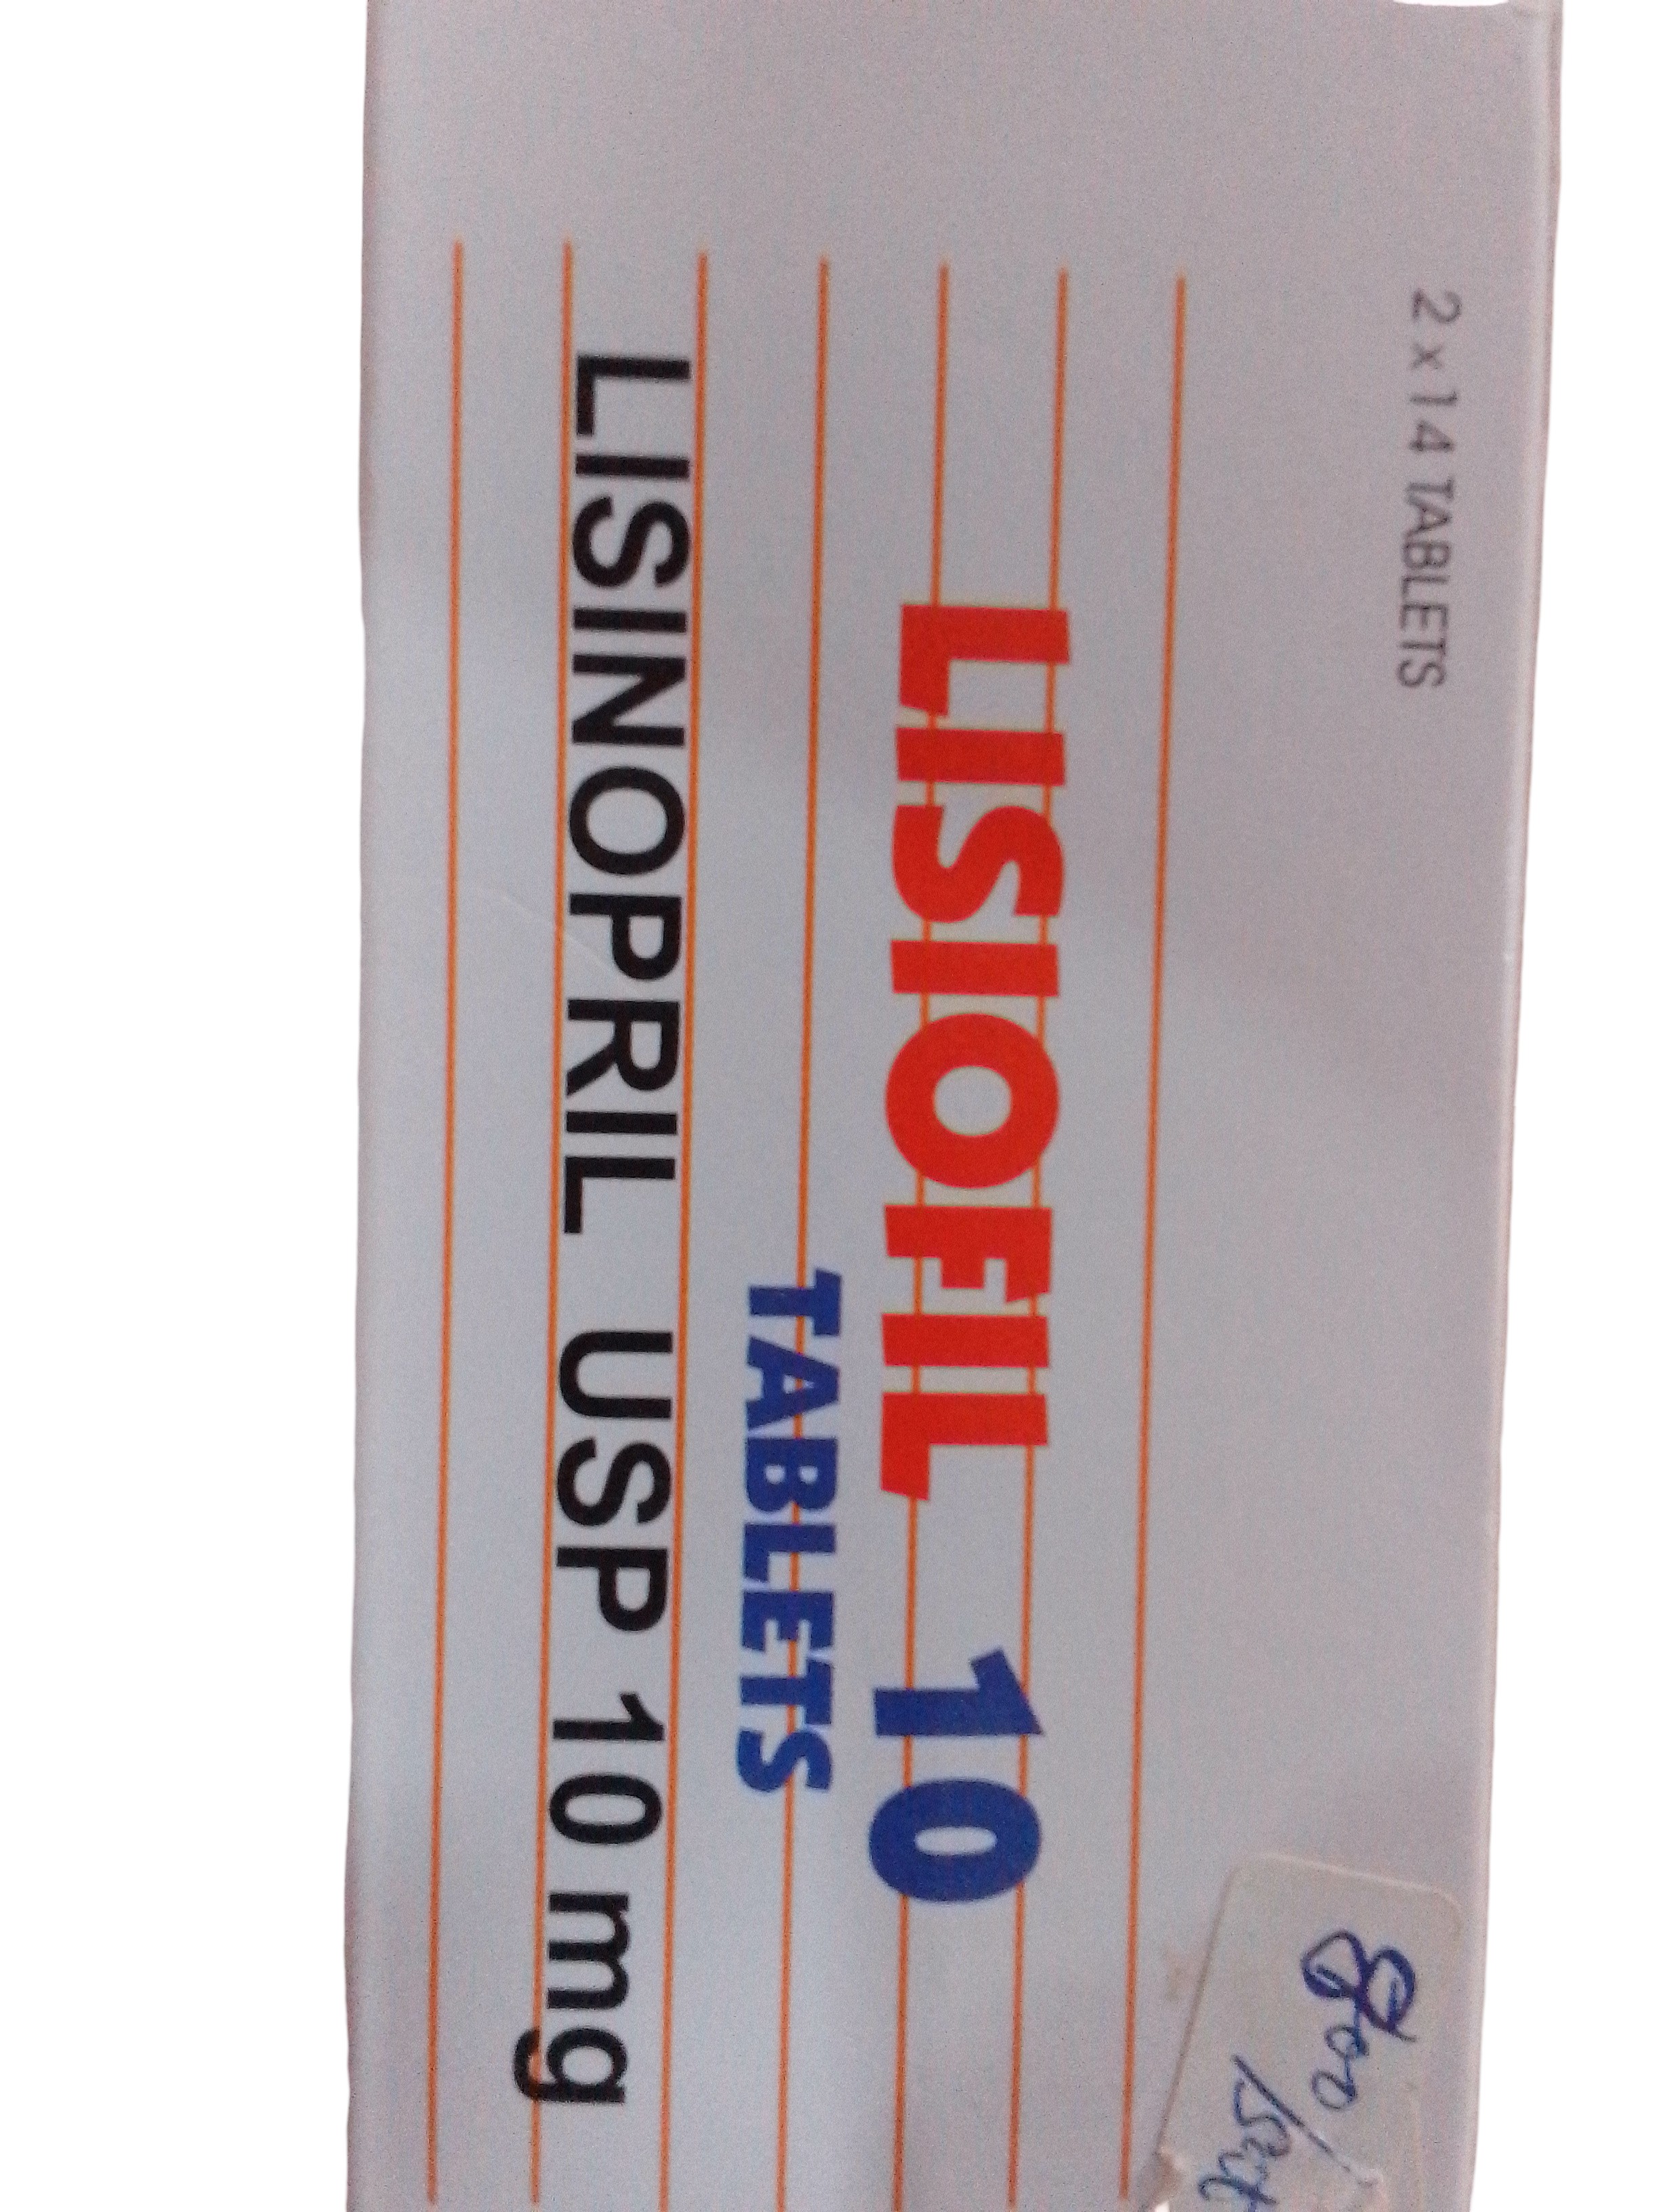 2 x 14 TABLETS
LISIOFIL 10
TABLETS
LISINOPRIL USP 10 mg